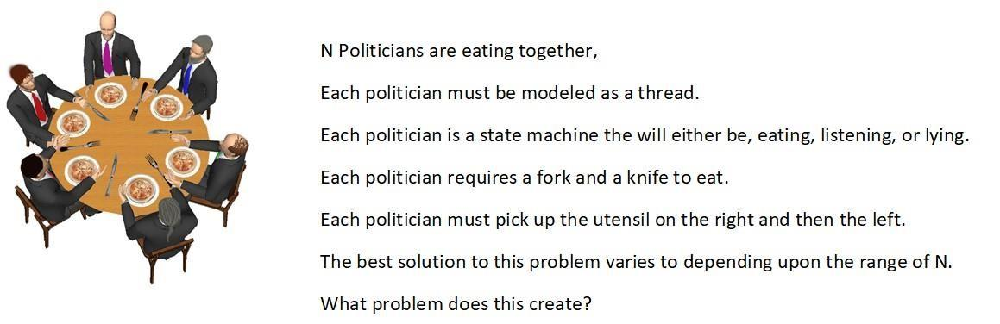 N Politicians are eating together,
Each politician must be modeled as a thread.
Each politician is a state machine the will either be, eating, listening, or lying.
Each politician requires a fork and a knife to eat.
Each politician must pick up the utensil on the right and then the left.
The best solution to this problem varies to depending upon the range of N.
What problem does this create?